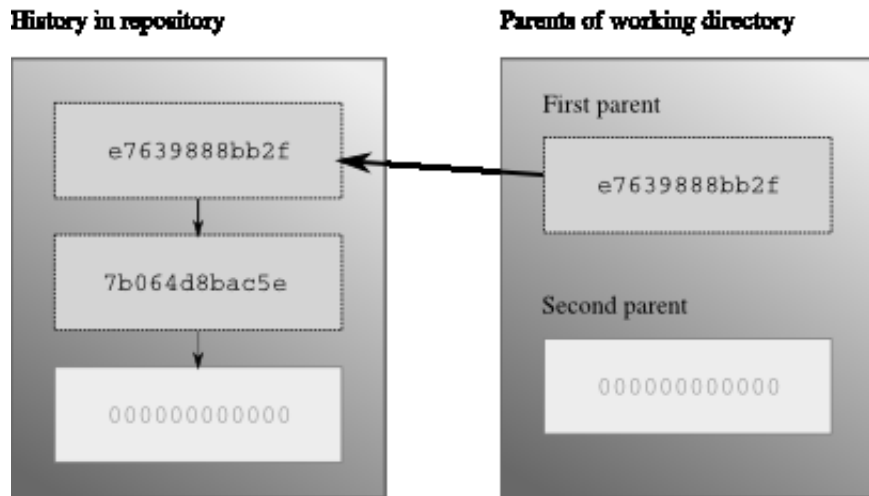 History in repository
e7639888bb2f
7b064d8bac5e
000000000000
Parents of working directory
First parent
e7639888bb2f
Second parent
000000000000